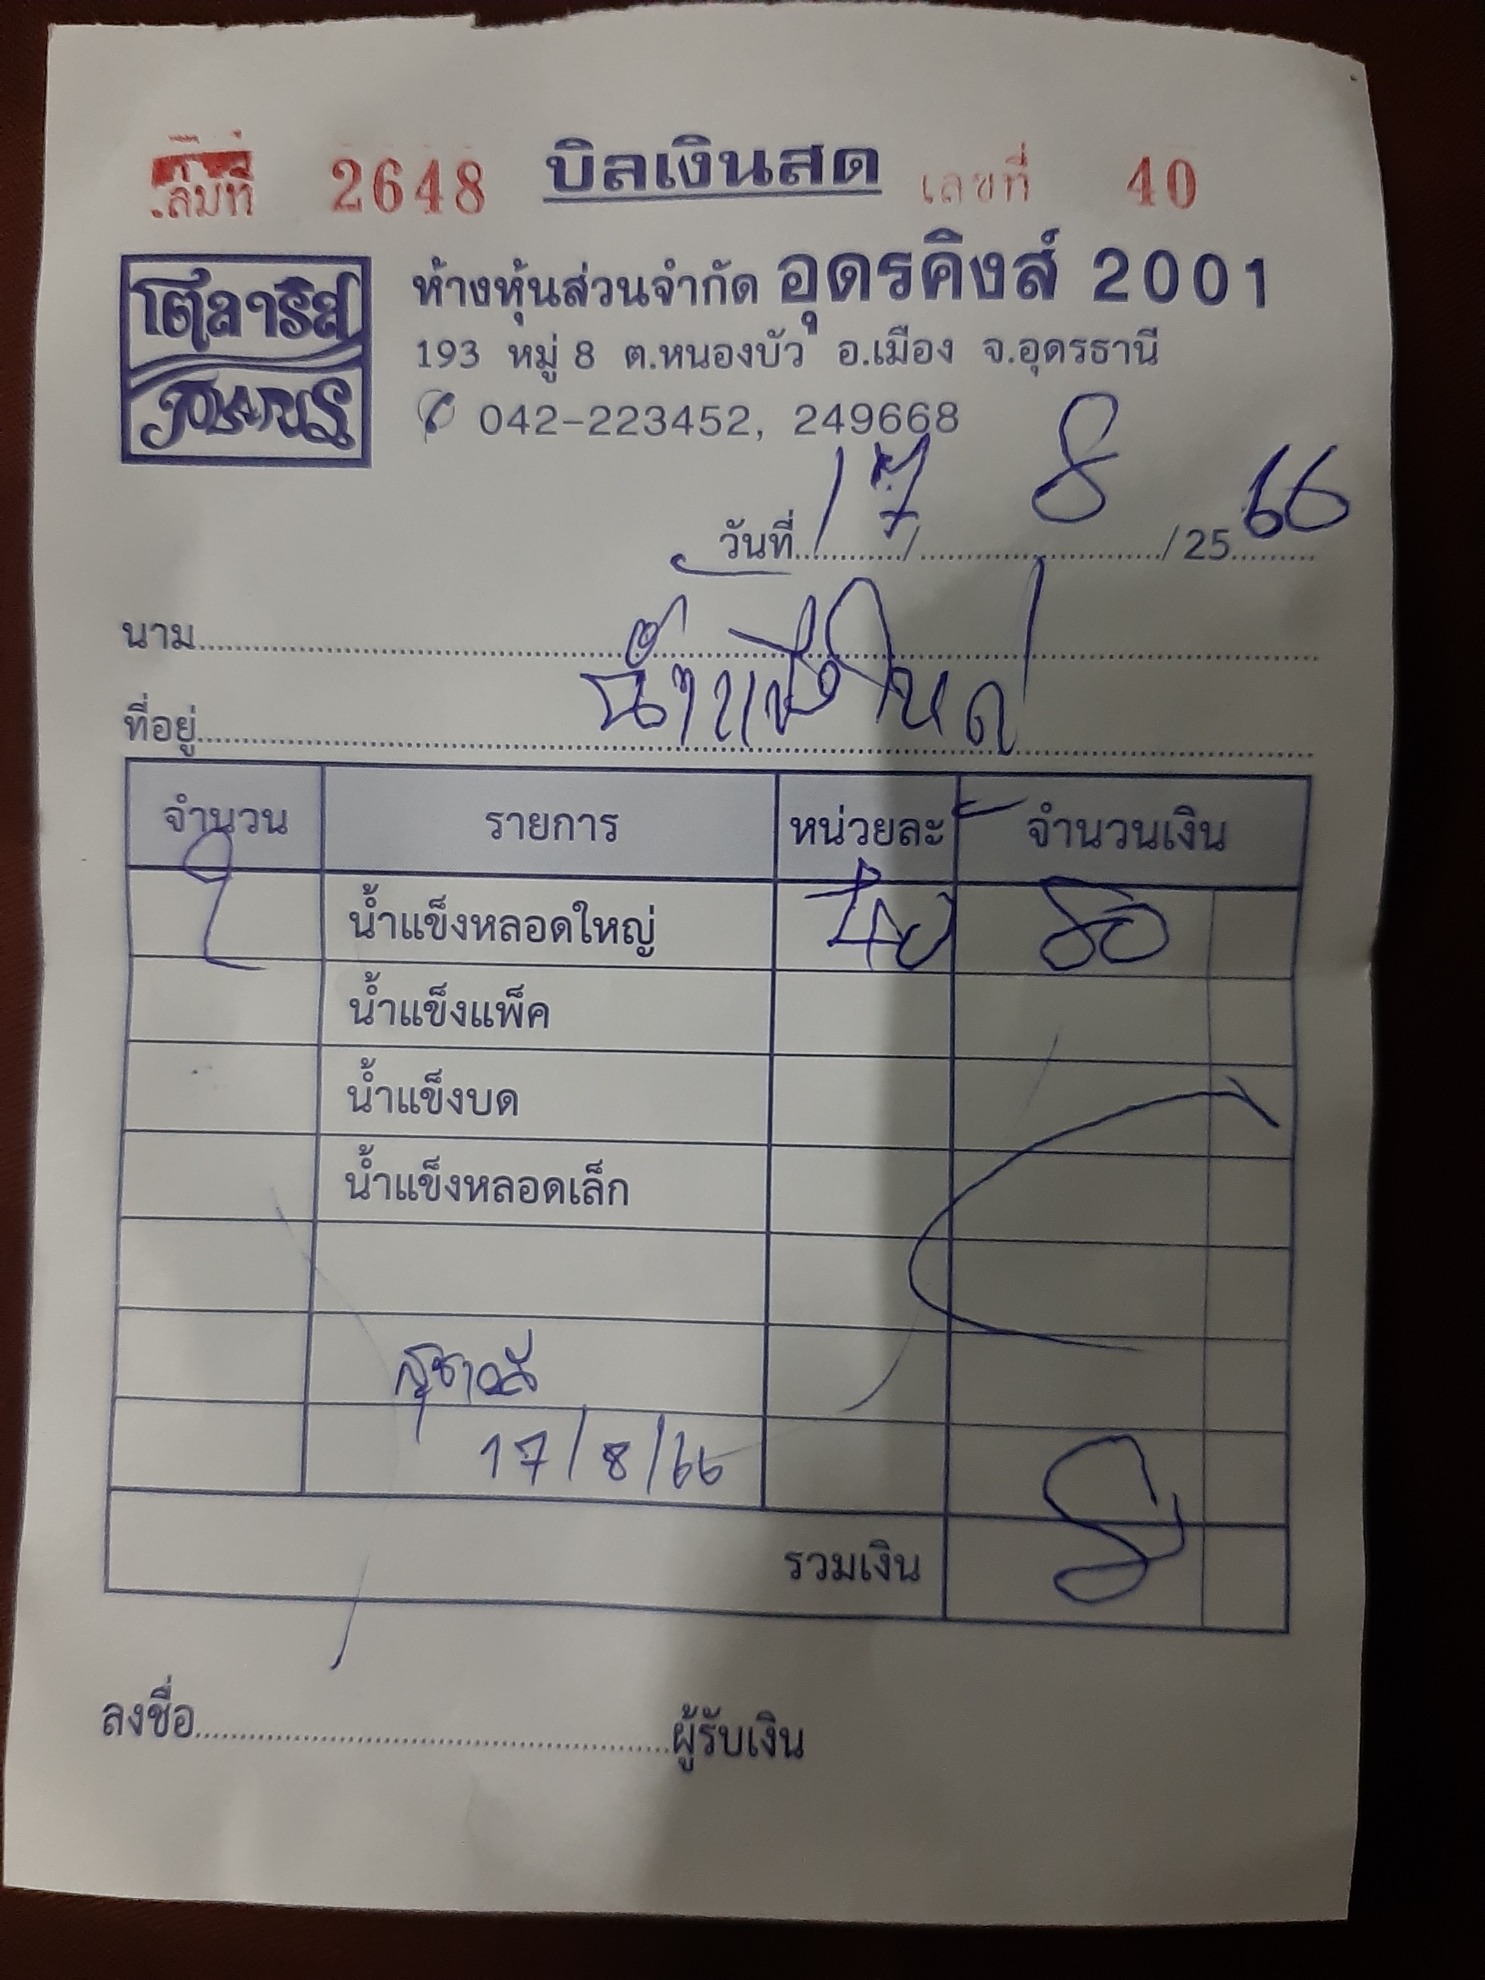 เล่มที่ 2648 บิลเงินสด เลขที่ 40
โตลาริส
ห้างหุ้นส่วนจำกัด อุดรคิงส์ 2001
193 หมู่ 8 ต.หนองบัว อ.เมือง จ.อุดรธานี
042-223452, 249668
วันที่ 17 / 8 / 25 66
นาม
ที่อยู่
จำนวน รายการ หน่วยละ จำนวนเงิน
2 น้ำแข็งหลอดใหญ่ 40 80
น้ำแข็งแพ็ค
น้ำแข็งบด
น้ำแข็งหลอดเล็ก
17/8/66
รวมเงิน
ลงชื่อ ผู้รับเงิน